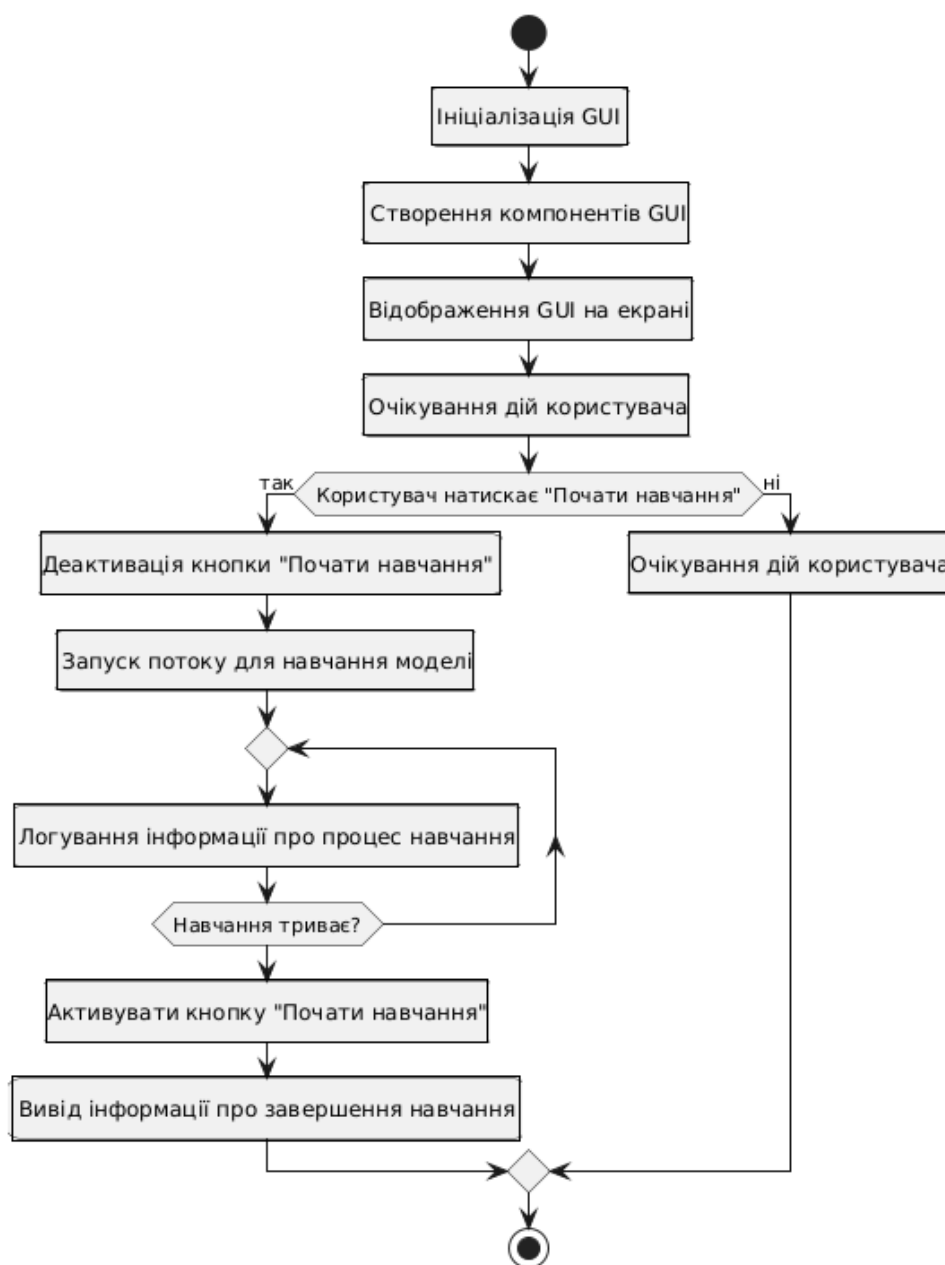 Ініціалізація GUI
Створення компонентів GUI
Відображення GUI на екрані
Очікування дій користувача
так
Користувач натискає "Почати навчання"
ні
Деактивація кнопки "Почати навчання"
Очікування дій користувача
Запуск потоку для навчання моделі
Логування інформації про процес навчання
Навчання триває?
Активувати кнопку "Почати навчання"
Вивід інформації про завершення навчання